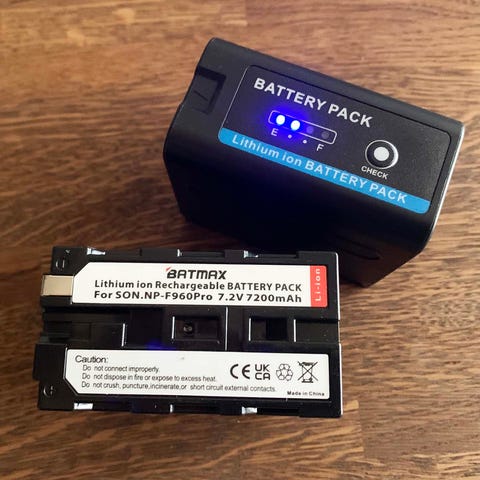 BATTERY PACK
E F
CHECK
Lithium ion BATTERY PACK
BATMAX
Lithium ion Rechargeable BATTERY PACK
For SON.NP-F960Pro 7.2V 7200mAh
Li-ion
Caution:
Do not connect improperly.
Do not dispose in fire or expose to excess heat.
Do not crush, puncture,incinerate,or short circuit external contacts.
CE UK CA
Made In China